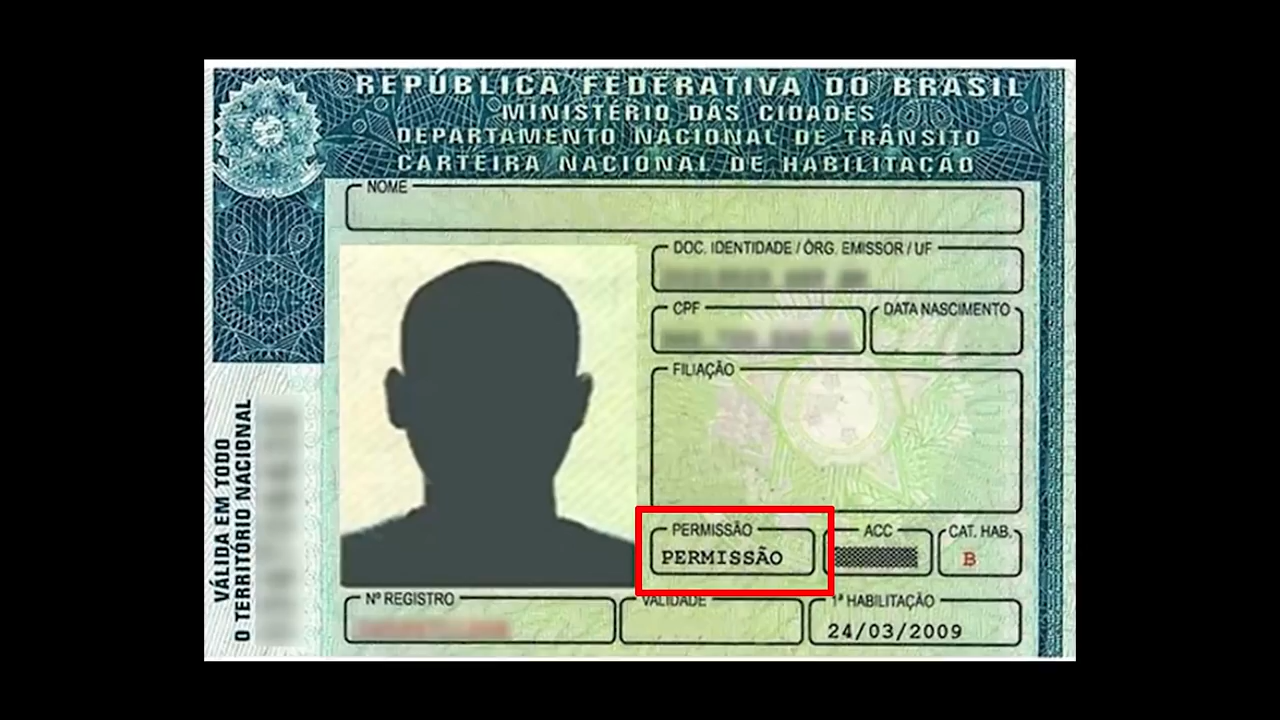 REPÚBLICA FEDERATIVA DO BRASIL
MINISTÉRIO DAS CIDADES
DEPARTAMENTO NACIONAL DE TRÂNSITO
CARTEIRA NACIONAL DE HABILITAÇÃO
NOME
DOC. IDENTIDADE / ÓRG. EMISSOR / UF
CPF
DATA NASCIMENTO
FILIAÇÃO
PERMISSÃO
PERMISSÃO
ACC
CAT. HAB.
B
Nº REGISTRO
VALIDADE
1ª HABILITAÇÃO
24/03/2009
VÁLIDA EM TODO
O TERRITÓRIO NACIONAL